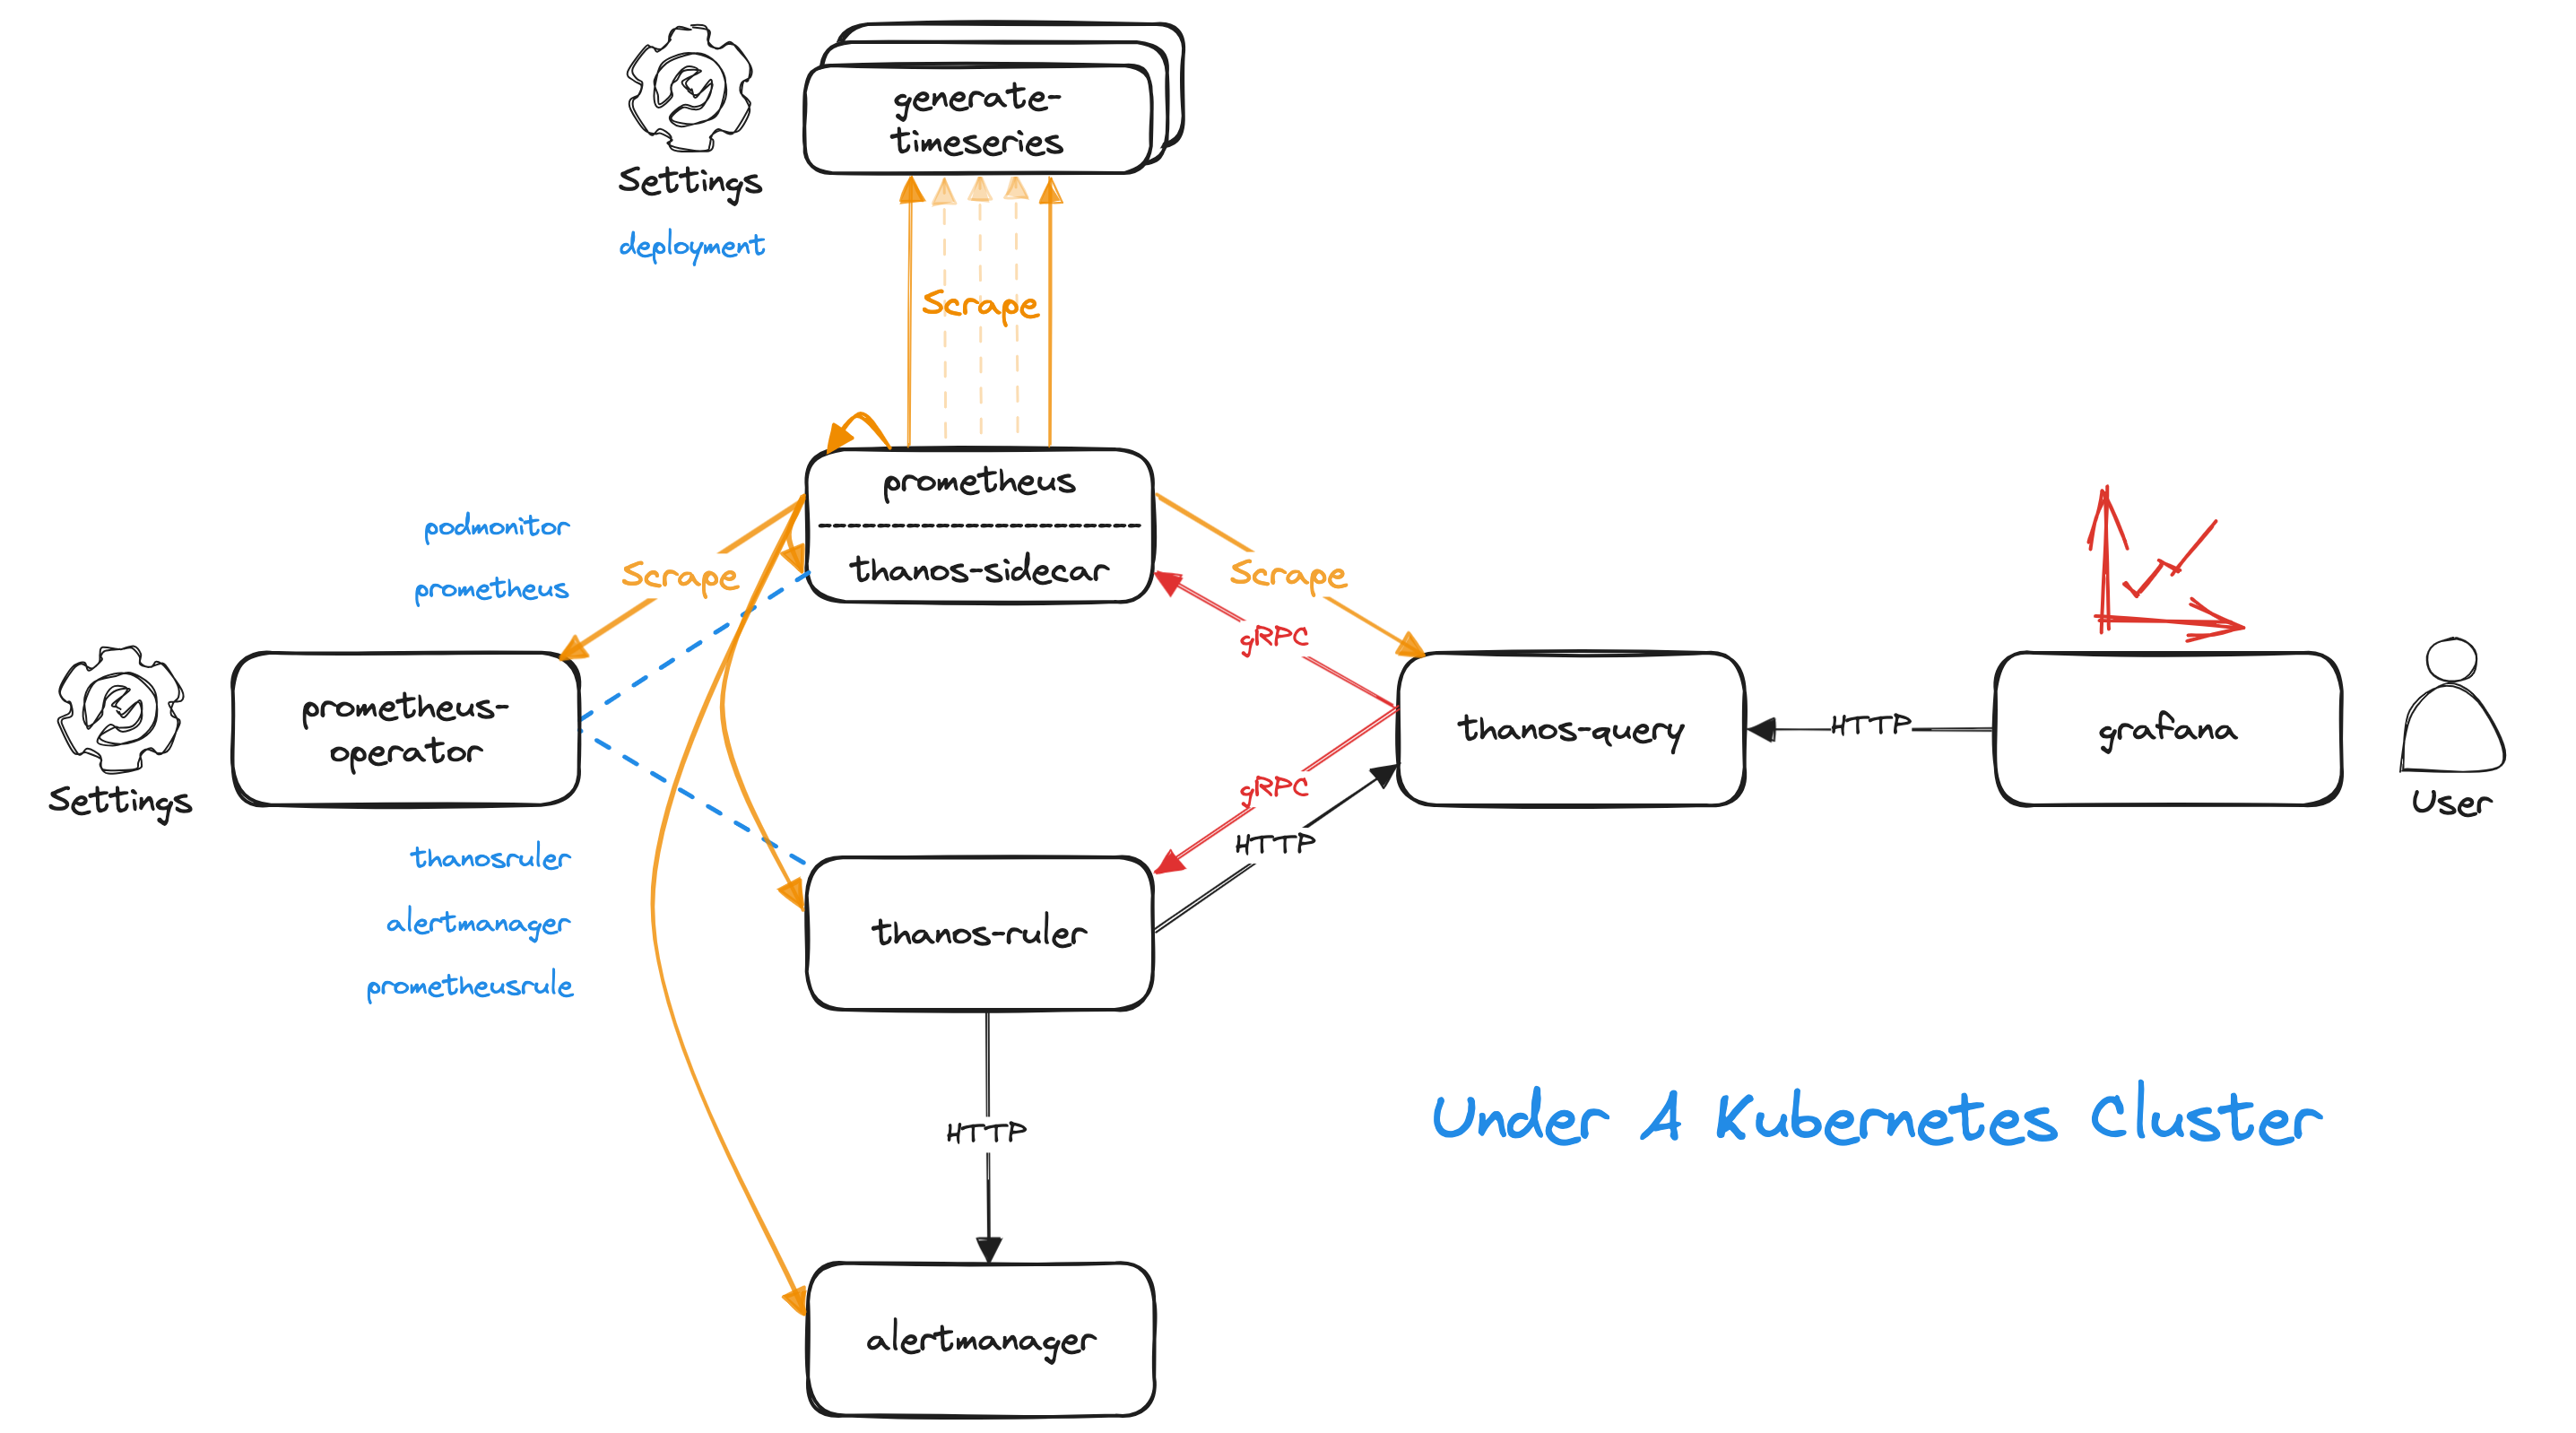 generate-
timeseries
Settings
deployment
Scrape
prometheus
thanos-sidecar
podmonitor
prometheus
Scrape
Scrape
gRPC
prometheus-
operator
Settings
thanos-query
HTTP
grafana
User
gRPC
HTTP
thanosruler
alertmanager
prometheusrule
thanos-ruler
HTTP
Under A Kubernetes Cluster
alertmanager